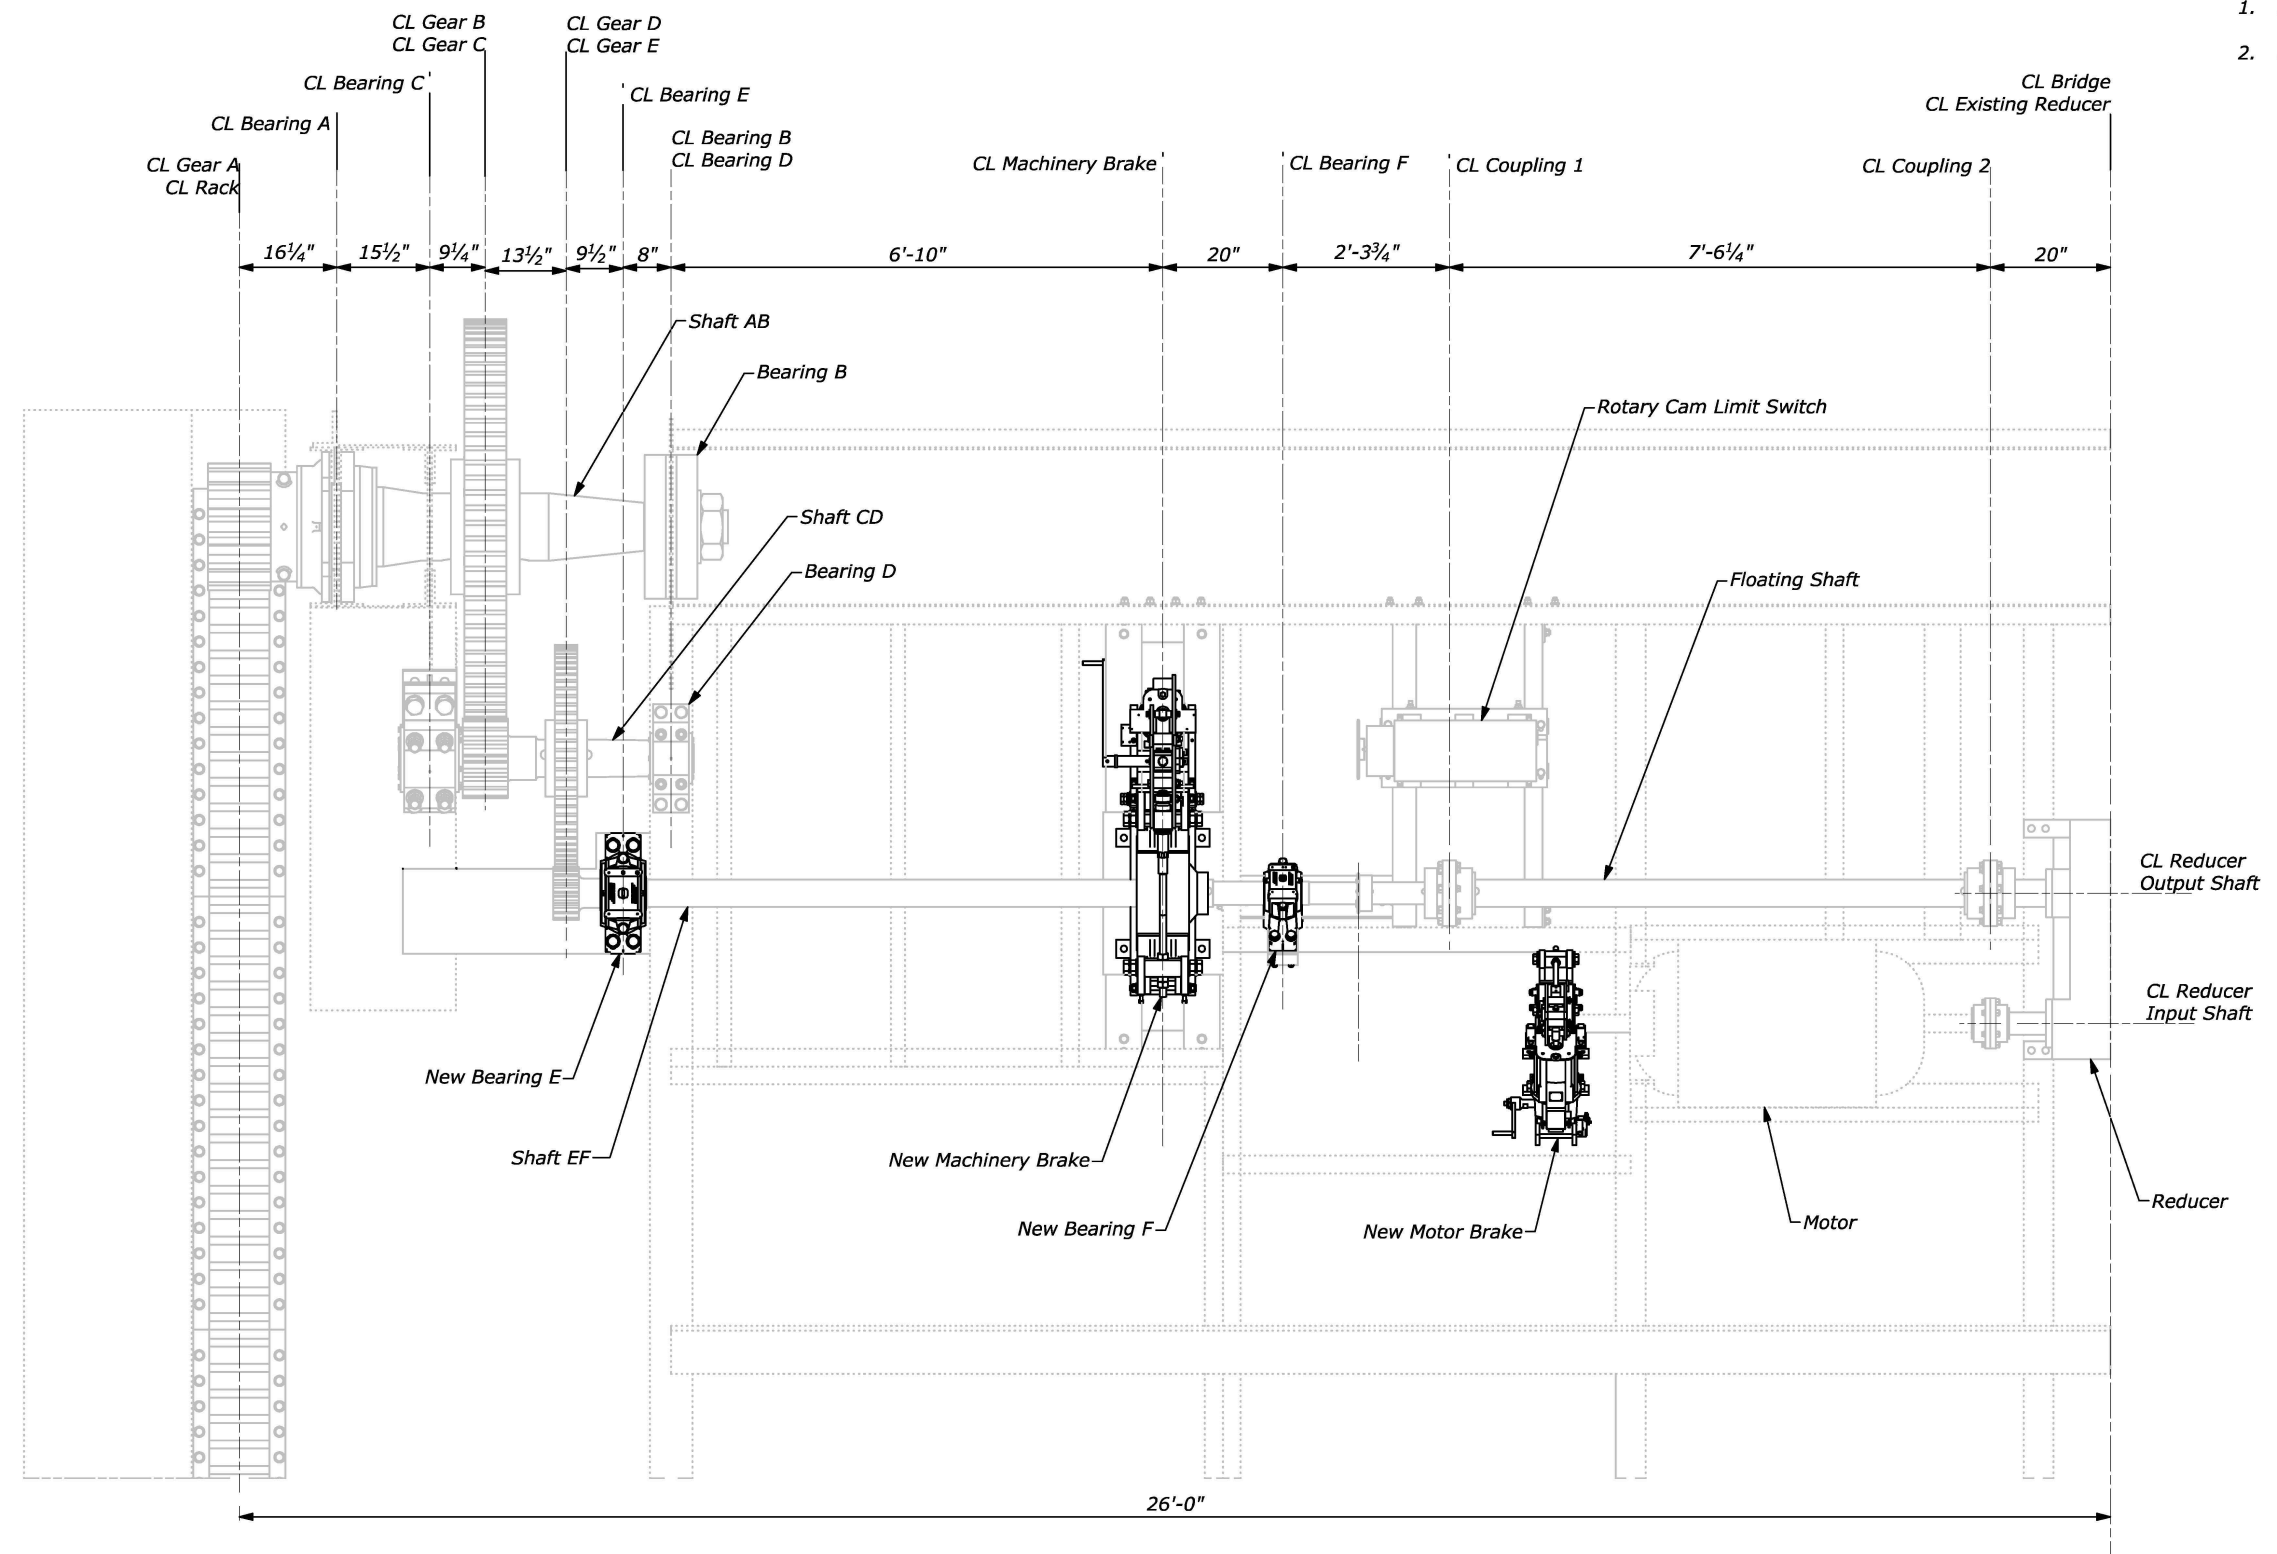 1.
CL Gear B
CL Gear C
CL Gear D
CL Gear E
2.
CL Bearing C
CL Bearing E
CL Bridge
CL Existing Reducer
CL Bearing A
CL Bearing B
CL Bearing D
CL Gear A
CL Rack
CL Machinery Brake
CL Bearing F
CL Coupling 1
CL Coupling 2
16¼"
15½"
9¼"
13½"
9½"
8"
6'-10"
20"
2'-3¾"
7'-6¼"
20"
Shaft AB
Bearing B
Rotary Cam Limit Switch
Shaft CD
Bearing D
Floating Shaft
CL Reducer
Output Shaft
CL Reducer
Input Shaft
New Bearing E
Shaft EF
New Machinery Brake
New Bearing F
New Motor Brake
Motor
Reducer
26'-0"